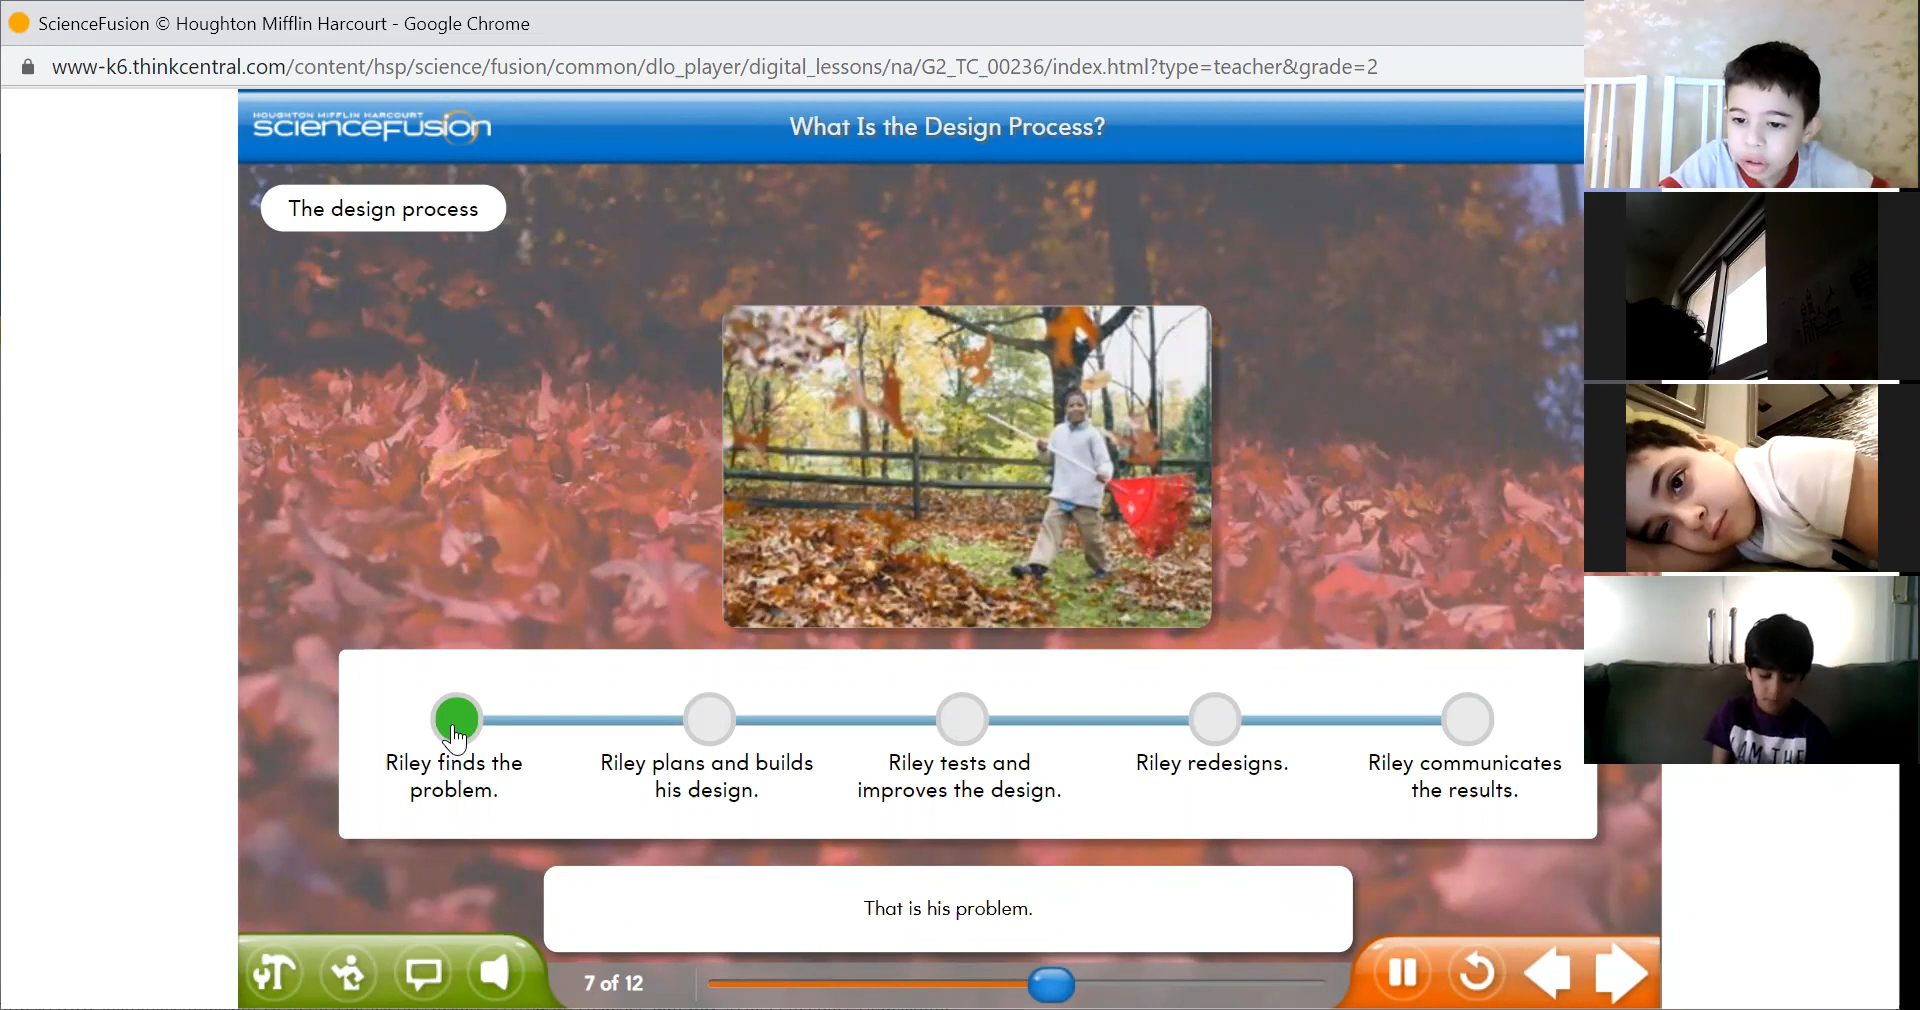 ScienceFusion © Houghton Mifflin Harcourt - Google Chrome
www-k6.thinkcentral.com/content/hsp/science/fusion/common/dlo_player/digital_lessons/na/G2_TC_00236/index.html?type=teacher&grade=2
HOUGHTON MIFFLIN HARCOURT
scienceFusion
What Is the Design Process?
The design process
Riley finds the
problem.
Riley plans and builds
his design.
Riley tests and
improves the design.
Riley redesigns.
Riley communicates
the results.
That is his problem.
7 of 12
I AM THE